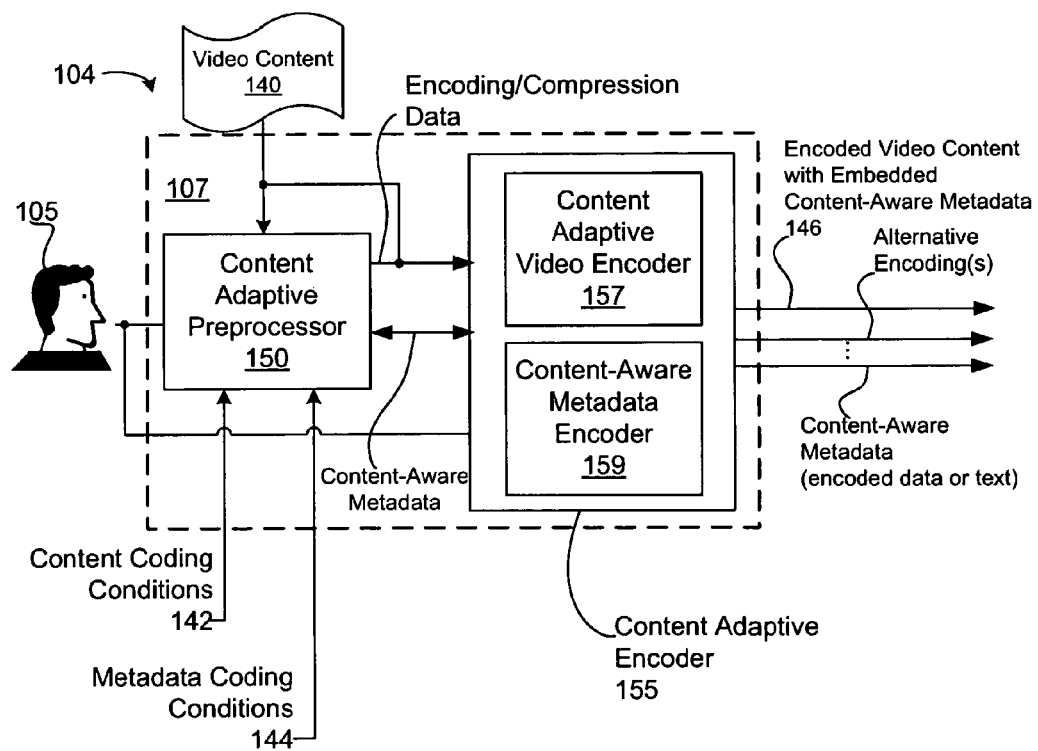 Video Content
140
104
Encoding/Compression
Data
107
105
Content
Adaptive
Preprocessor
150
Content
Adaptive
Video Encoder
157
Content-Aware
Metadata
Encoder
159
Content-Aware
Metadata
Encoded Video Content
with Embedded
Content-Aware Metadata
146
Alternative
Encoding(s)
Content-Aware
Metadata
(encoded data or text)
Content Coding
Conditions
142
Metadata Coding
Conditions
144
Content Adaptive
Encoder
155